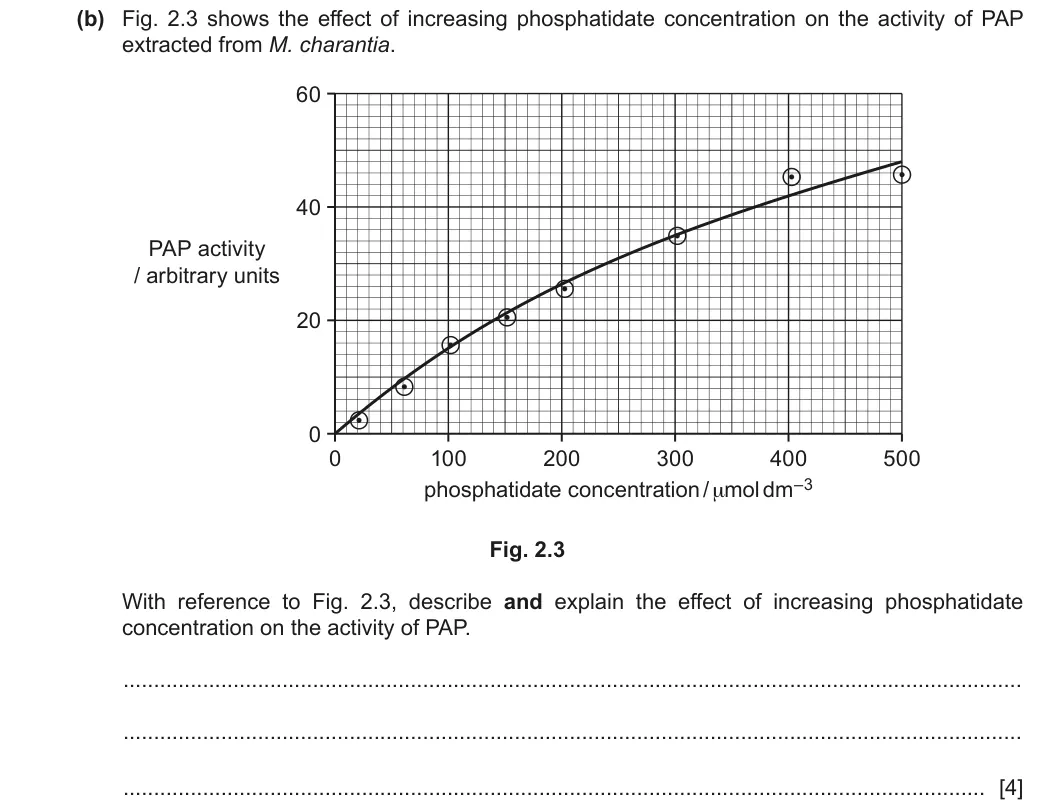 (b) Fig. 2.3 shows the effect of increasing phosphatidate concentration on the activity of PAP
extracted from M. charantia.
60
40
20
0
PAP activity
/ arbitrary units
0 100 200 300 400 500
phosphatidate concentration / μmol dm⁻³
Fig. 2.3
With reference to Fig. 2.3, describe and explain the effect of increasing phosphatidate
concentration on the activity of PAP.
[4]